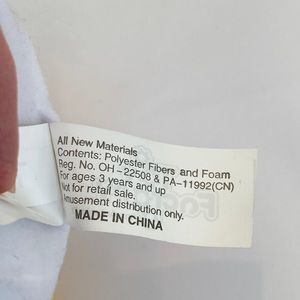 All New Materials
Contents: Polyester Fibers and Foam
Reg. No. OH-22508 & PA-11992(CN)
For ages 3 years and up
Not for retail sale.
Amusement distribution only.
MADE IN CHINA